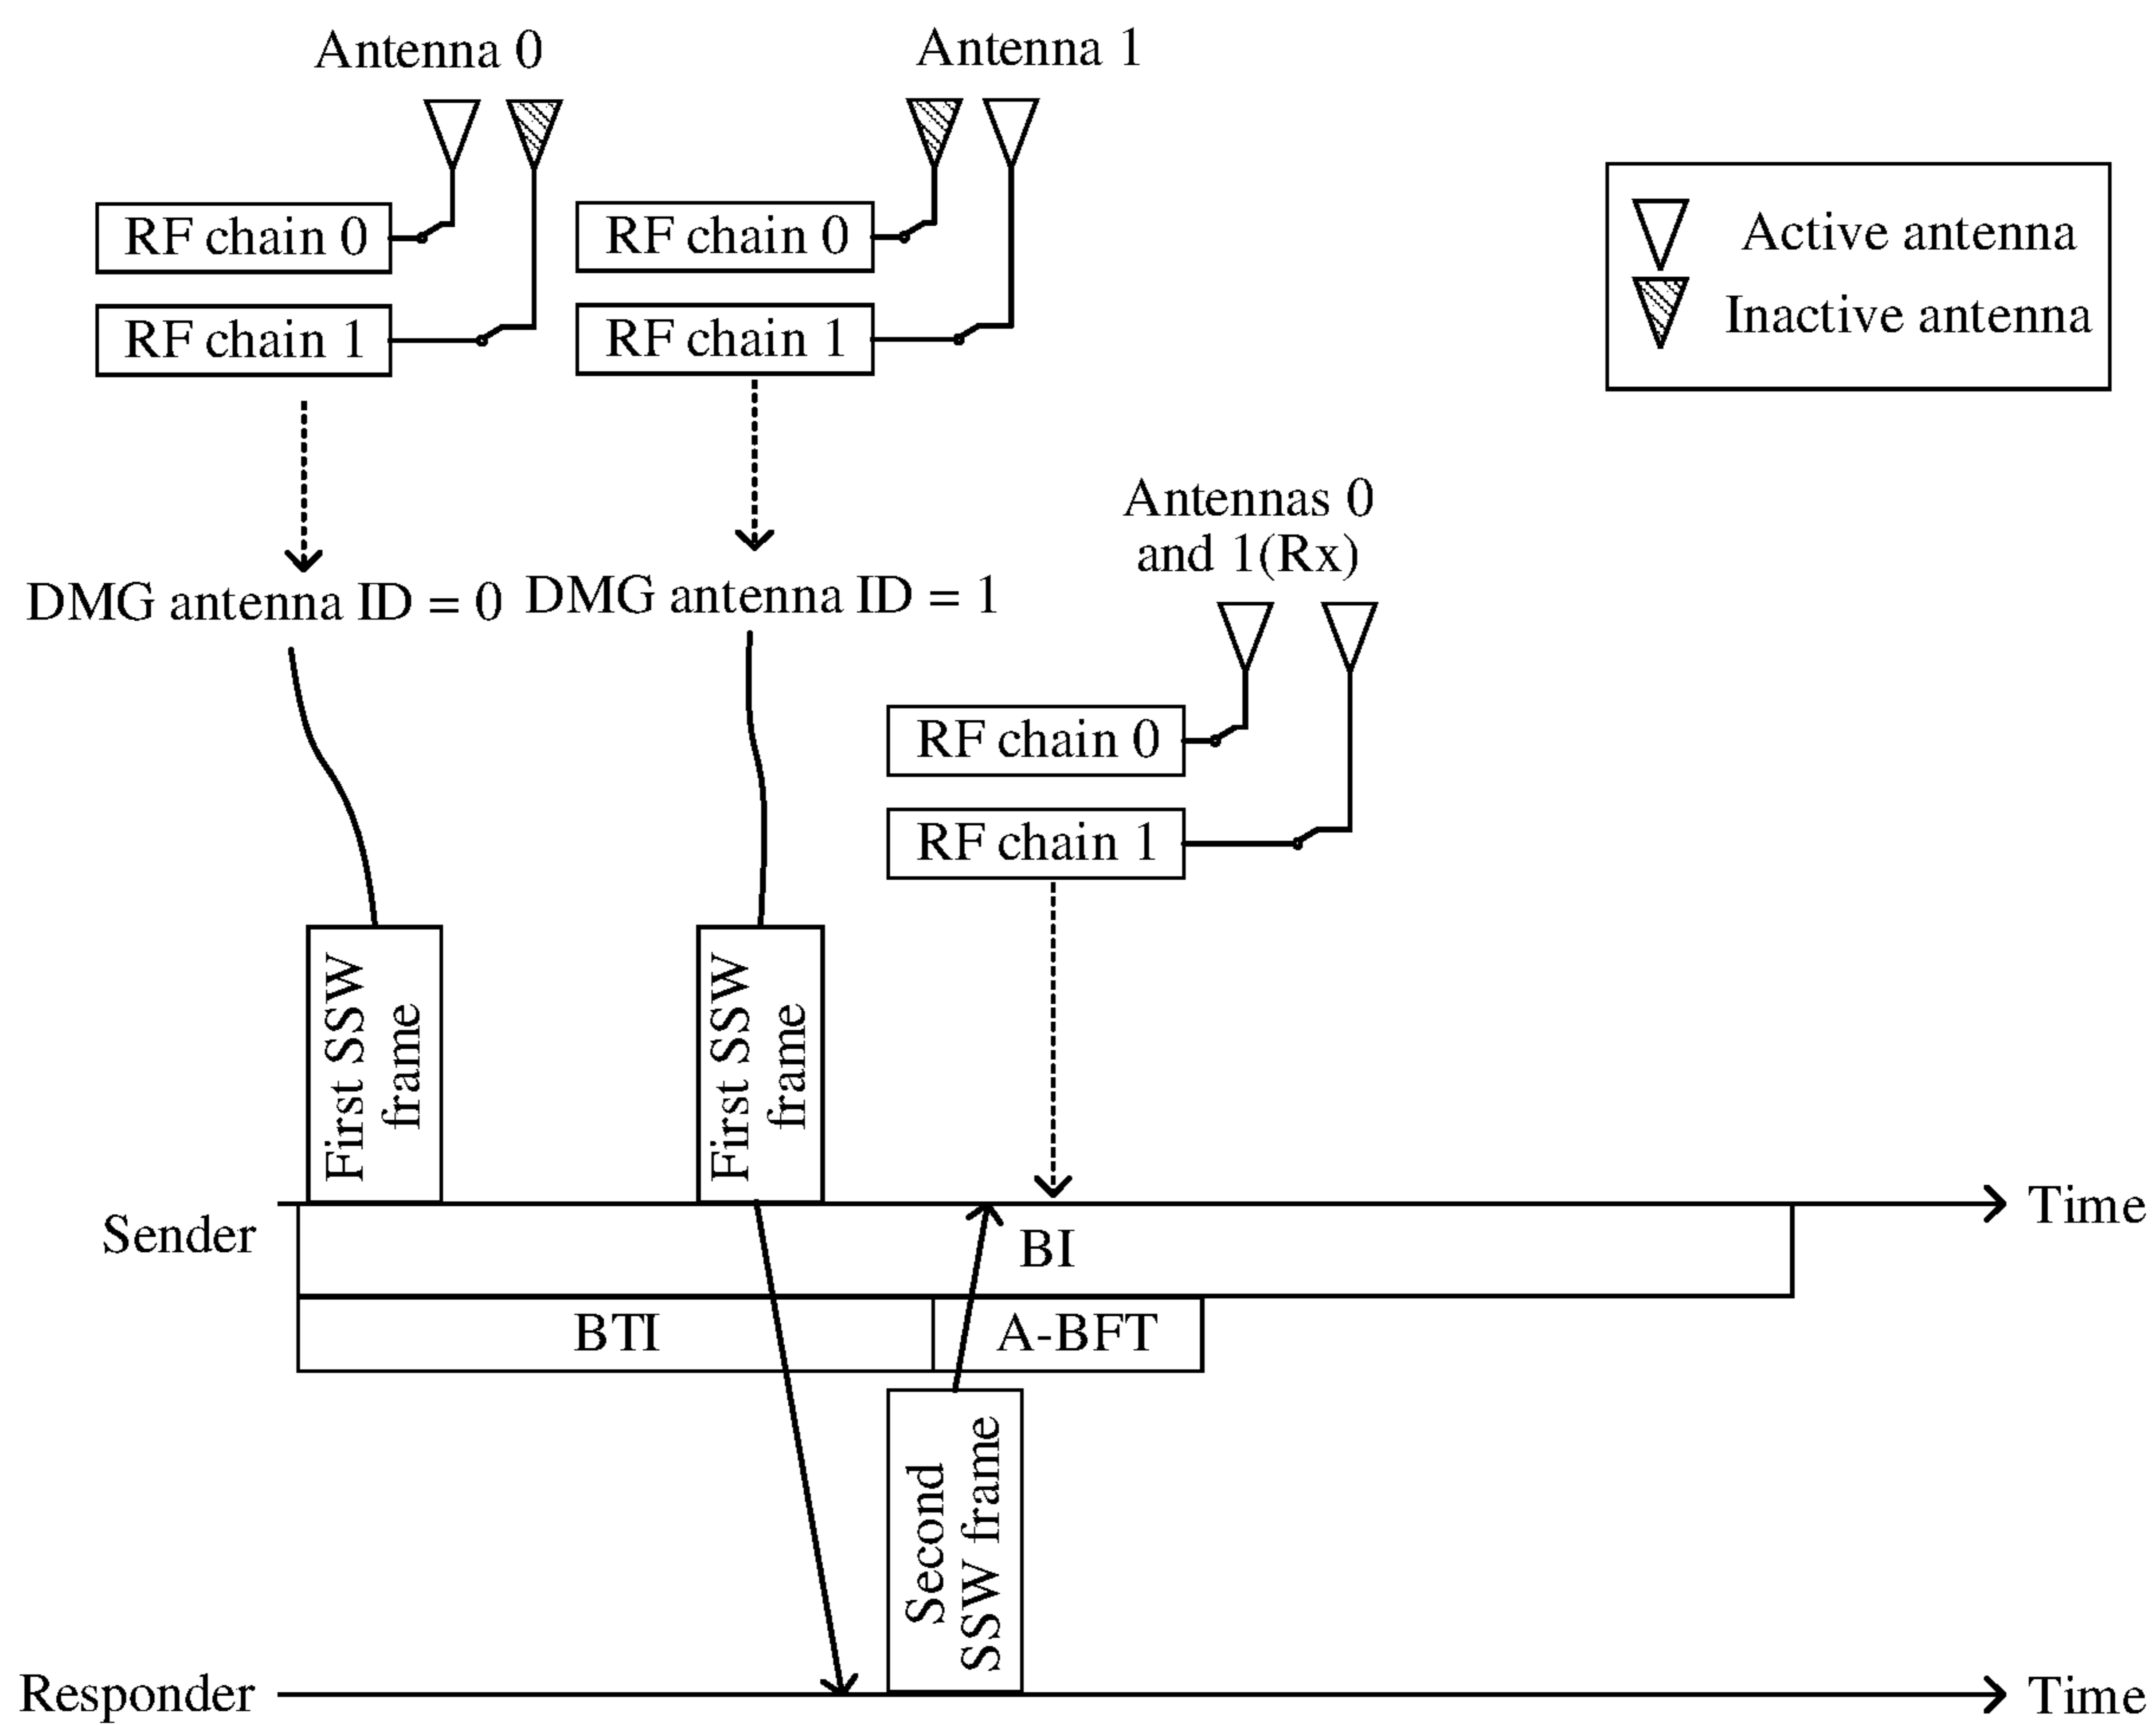 Antenna 0
Antenna 1
RF chain 0
RF chain 1
RF chain 0
RF chain 1
Active antenna
Inactive antenna
DMG antenna ID = 0
DMG antenna ID = 1
Antennas 0
and 1(Rx)
RF chain 0
RF chain 1
First SSW
frame
First SSW
frame
Time
Sender
BI
BTI
A-BFT
Second
SSW frame
Responder
Time